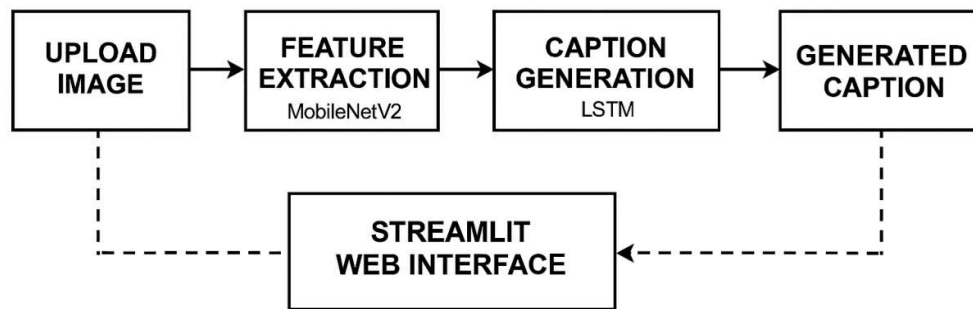 UPLOAD
IMAGE
FEATURE
EXTRACTION
MobileNetV2
CAPTION
GENERATION
LSTM
GENERATED
CAPTION
STREAMLIT
WEB INTERFACE